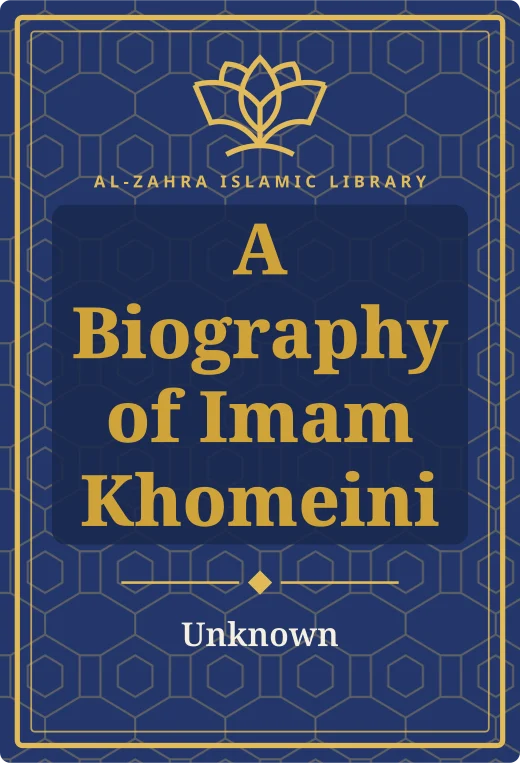 AL-ZAHRA ISLAMIC LIBRARY
A
Biography
of Imam
Khomeini
Unknown